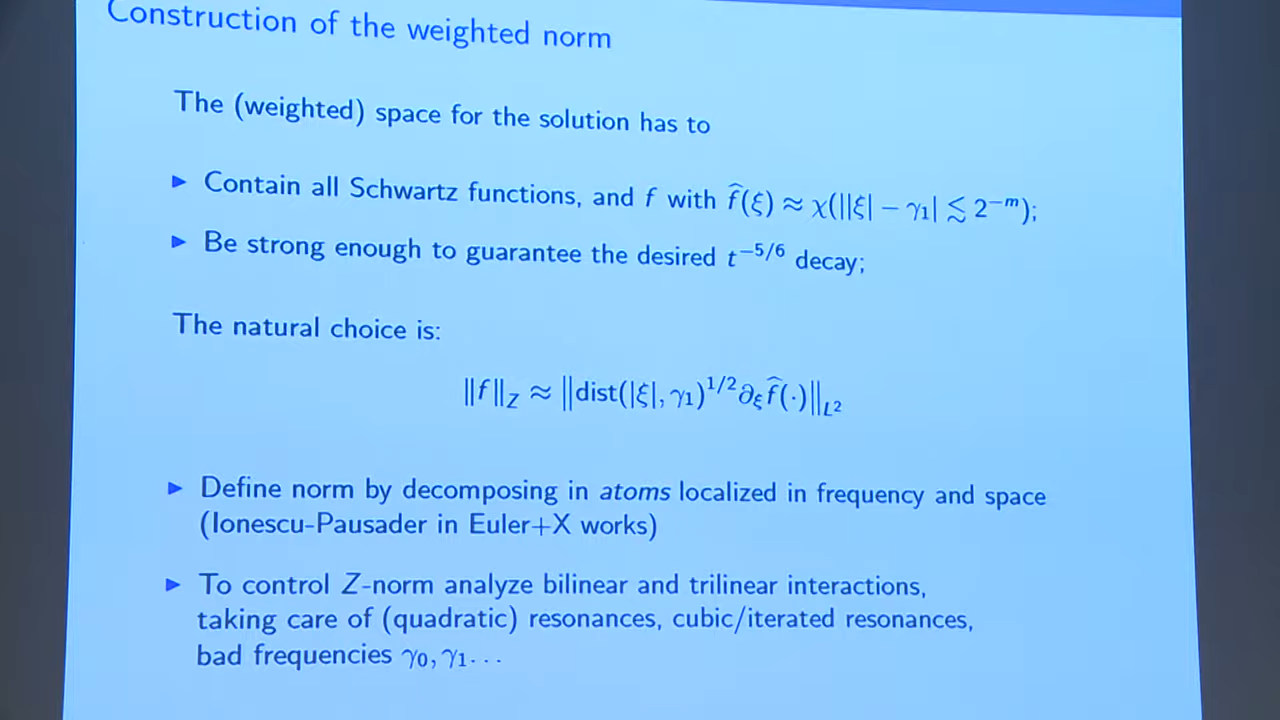 Construction of the weighted norm
The (weighted) space for the solution has to
▶ Contain all Schwartz functions, and f with f̂(ξ) ≈ χ(||ξ| − γ₁| ≲ 2⁻ᵐ);
▶ Be strong enough to guarantee the desired t⁻⁵/⁶ decay;
The natural choice is:
‖f‖_Z ≈ ‖dist(|ξ|, γ₁)^{1/2} ∂_ξ f̂(·)‖_{L²}
▶ Define norm by decomposing in atoms localized in frequency and space
(Ionescu-Pausader in Euler+X works)
▶ To control Z-norm analyze bilinear and trilinear interactions,
taking care of (quadratic) resonances, cubic/iterated resonances,
bad frequencies γ₀, γ₁...